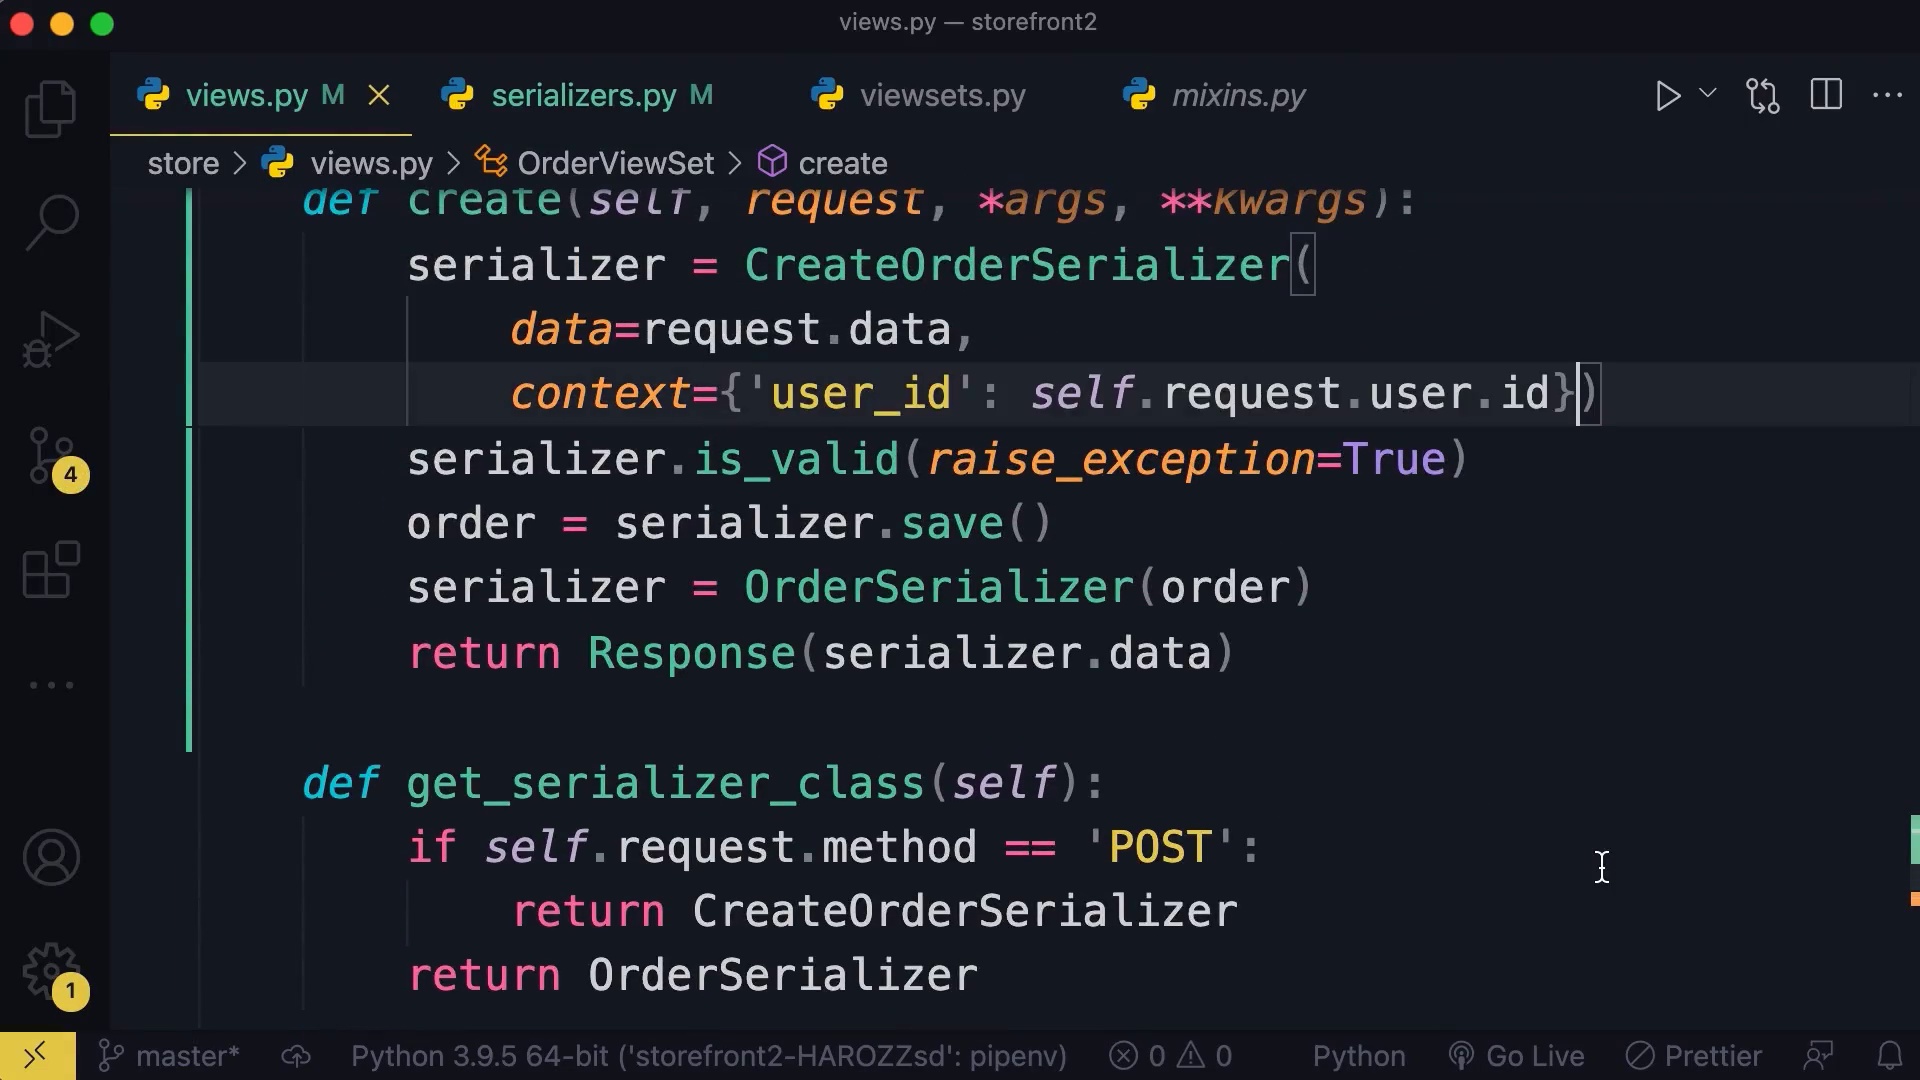 views.py — storefront2
views.py M serializers.py M viewsets.py mixins.py
store > views.py > OrderViewSet > create
def create(self, request, *args, **kwargs):
serializer = CreateOrderSerializer(
data=request.data,
context={'user_id': self.request.user.id})
serializer.is_valid(raise_exception=True)
order = serializer.save()
serializer = OrderSerializer(order)
return Response(serializer.data)
def get_serializer_class(self):
if self.request.method == 'POST':
return CreateOrderSerializer
return OrderSerializer
4
1
master* Python 3.9.5 64-bit ('storefront2-HAROZZsd': pipenv) 0 0 Python Go Live Prettier